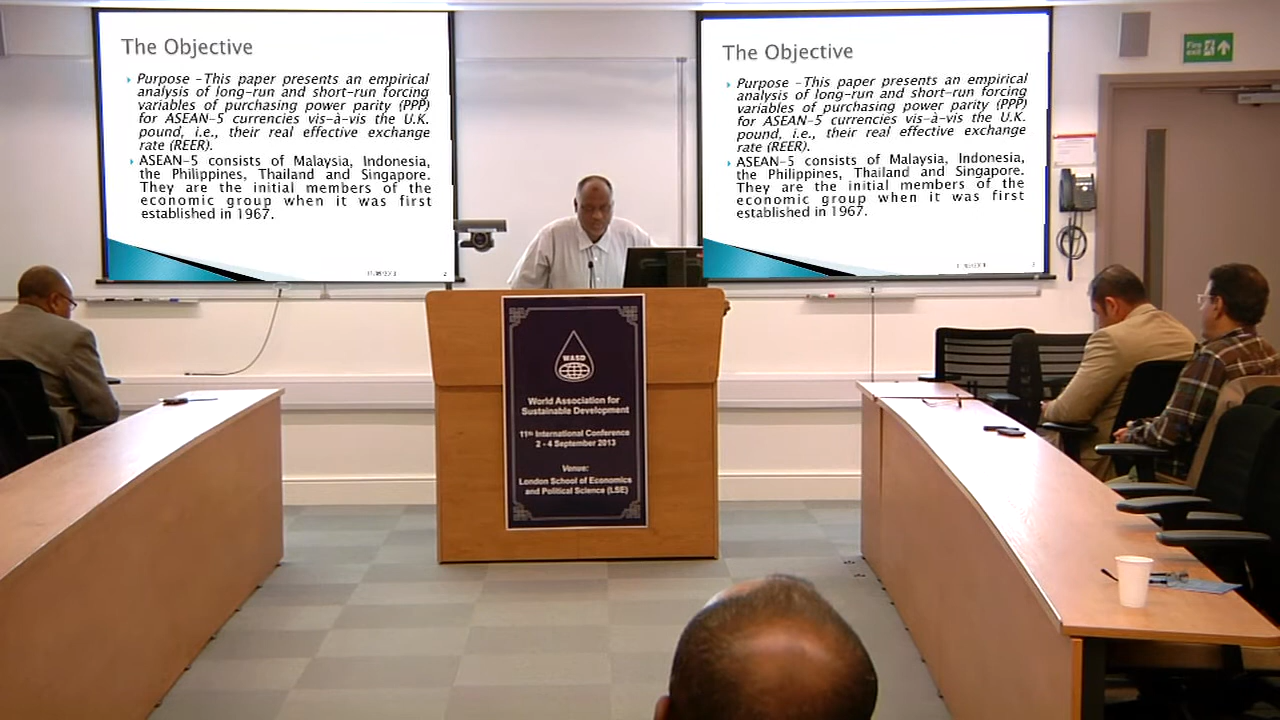 The Objective
Purpose –This paper presents an empirical
analysis of long-run and short-run forcing
variables of purchasing power parity (PPP)
for ASEAN-5 currencies vis-à-vis the U.K.
pound, i.e., their real effective exchange
rate (REER).
ASEAN-5 consists of Malaysia, Indonesia,
the Philippines, Thailand and Singapore.
They are the initial members of the
economic group when it was first
established in 1967.
2
The Objective
Purpose –This paper presents an empirical
analysis of long-run and short-run forcing
variables of purchasing power parity (PPP)
for ASEAN-5 currencies vis-à-vis the U.K.
pound, i.e., their real effective exchange
rate (REER).
ASEAN-5 consists of Malaysia, Indonesia,
the Philippines, Thailand and Singapore.
They are the initial members of the
economic group when it was first
established in 1967.
Fire
exit
WASD
World Association for
Sustainable Development
11th International Conference
2 - 4 September 2013
Venue:
London School of Economics
and Political Science (LSE)